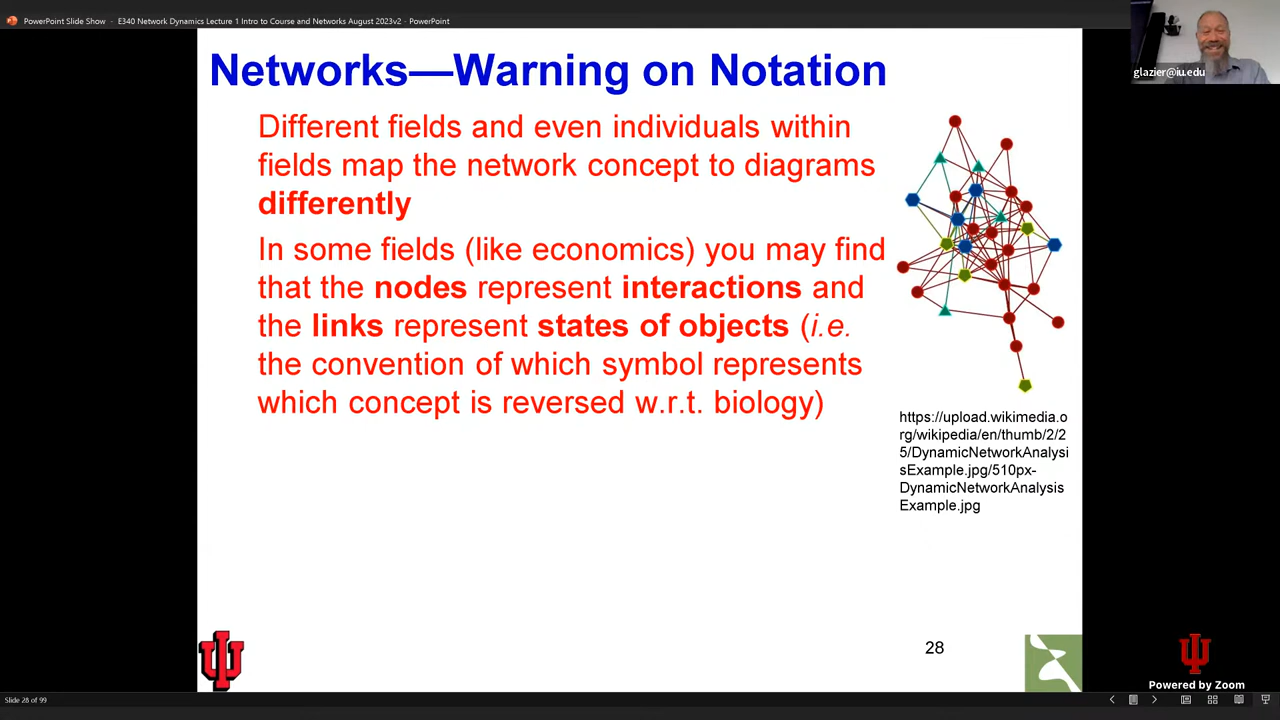 PowerPoint Slide Show - E340 Network Dynamics Lecture 1 Intro to Course and Networks August 2023v2 - PowerPoint
glazier@iu.edu
Networks—Warning on Notation
Different fields and even individuals within
fields map the network concept to diagrams
differently
In some fields (like economics) you may find
that the nodes represent interactions and
the links represent states of objects (i.e.
the convention of which symbol represents
which concept is reversed w.r.t. biology)
https://upload.wikimedia.o
rg/wikipedia/en/thumb/2/2
5/DynamicNetworkAnalysi
sExample.jpg/510px-
DynamicNetworkAnalysis
Example.jpg
28
Powered by Zoom
Slide 28 of 99